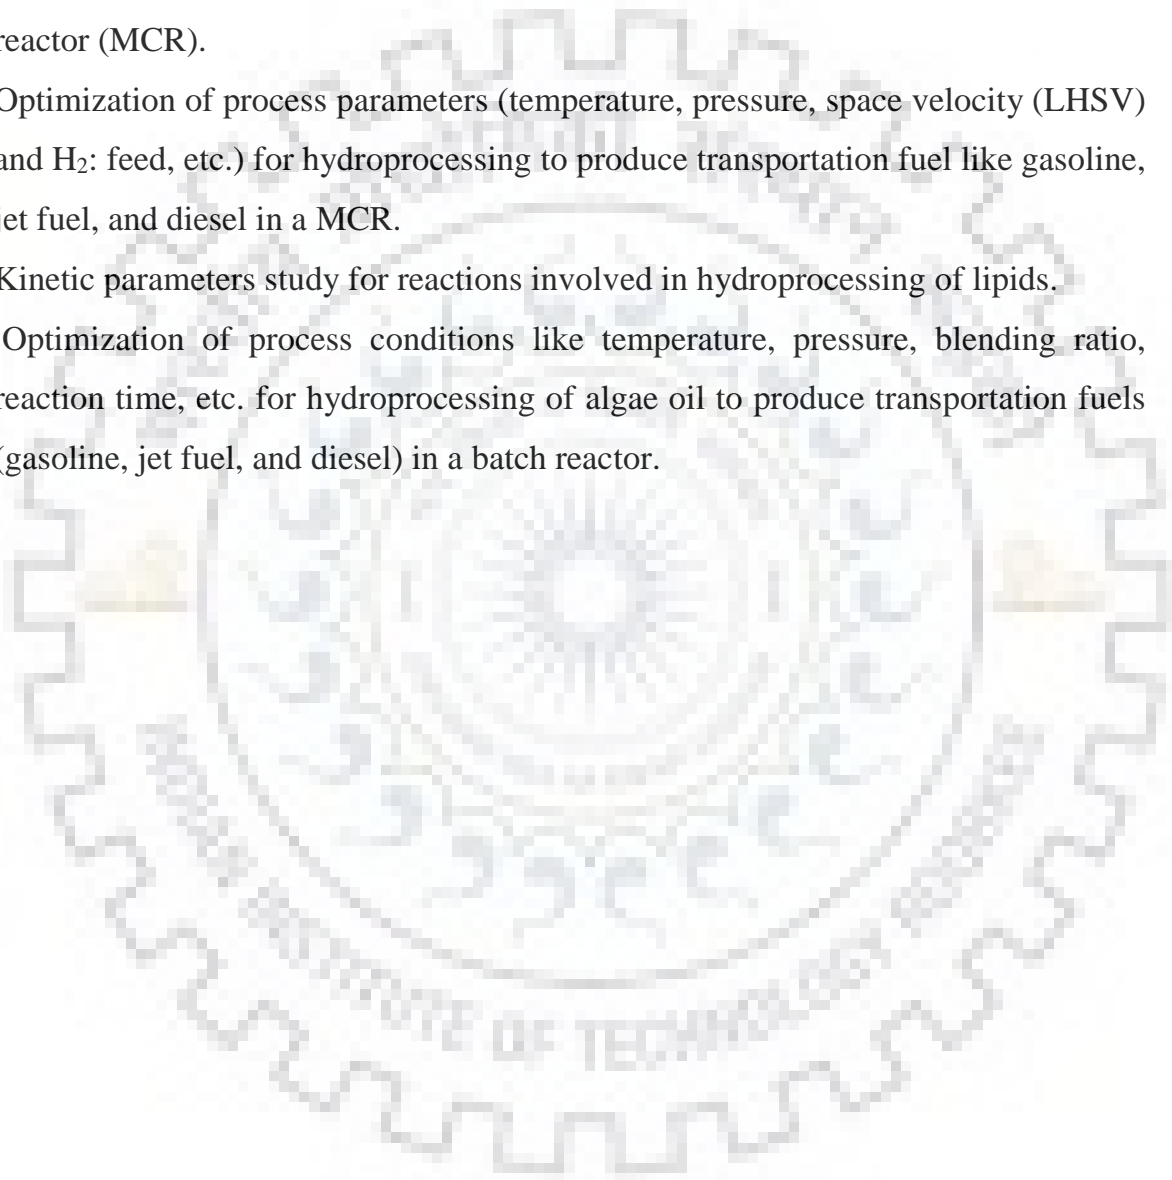 reactor (MCR).
Optimization of process parameters (temperature, pressure, space velocity (LHSV)
and H₂: feed, etc.) for hydroprocessing to produce transportation fuel like gasoline,
jet fuel, and diesel in a MCR.
Kinetic parameters study for reactions involved in hydroprocessing of lipids.
Optimization of process conditions like temperature, pressure, blending ratio,
reaction time, etc. for hydroprocessing of algae oil to produce transportation fuels
(gasoline, jet fuel, and diesel) in a batch reactor.
INSTITUTE OF TECHNOLOGY